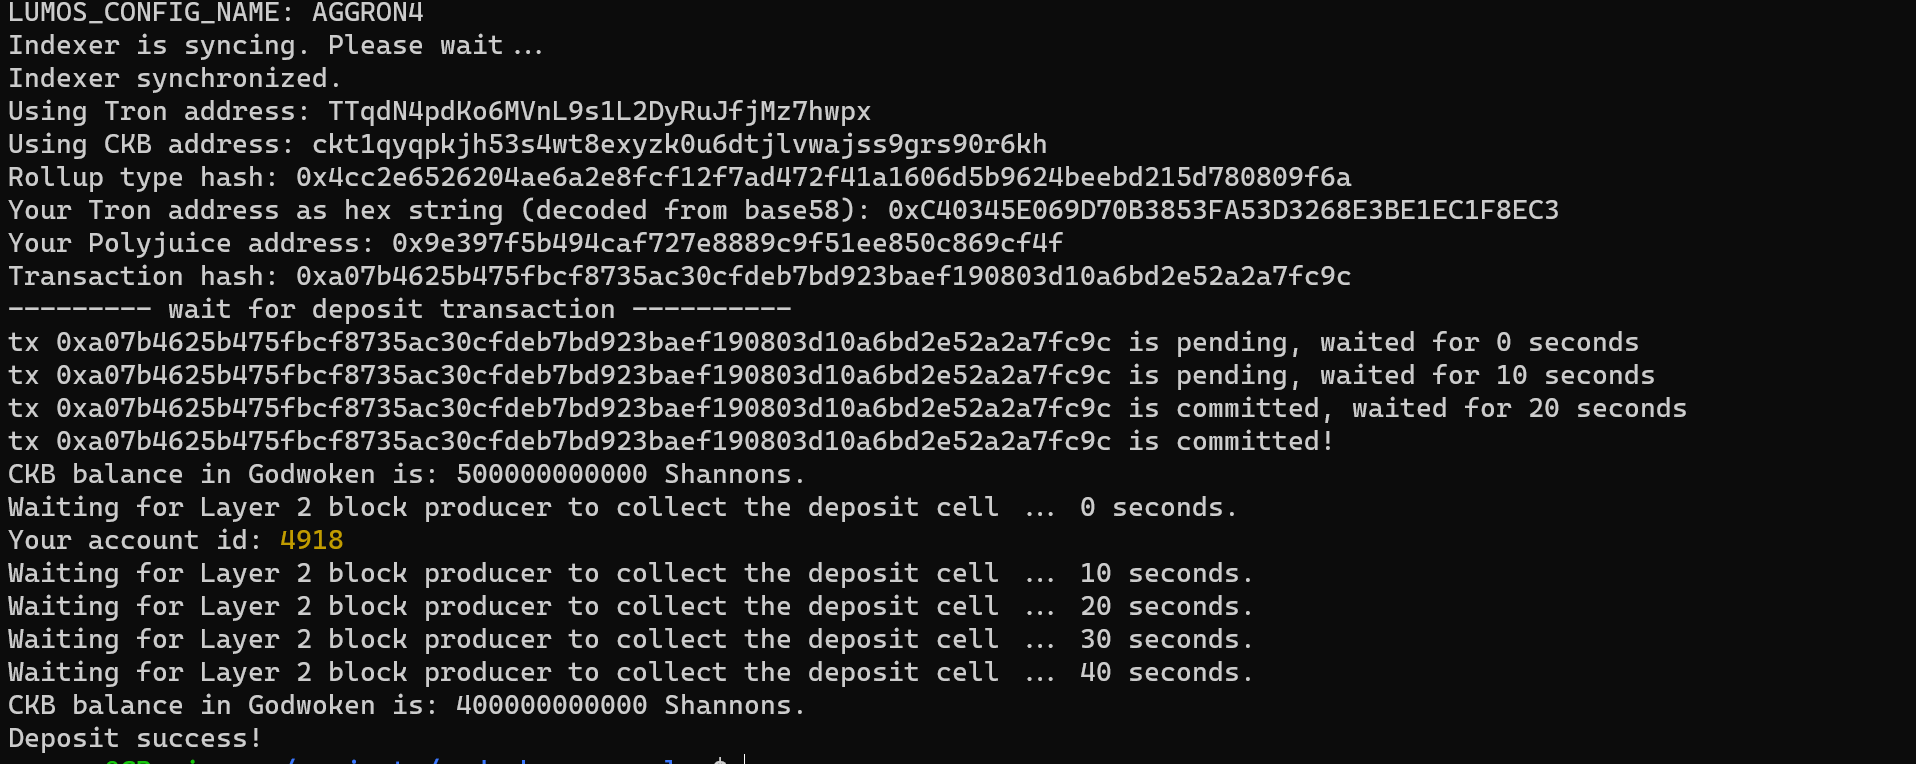 LUMOS_CONFIG_NAME: AGGRON4
Indexer is syncing. Please wait...
Indexer synchronized.
Using Tron address: TTqdN4pdKo6MVnL9s1L2DyRuJfjMz7hwpx
Using CKB address: ckt1qyqpkjh53s4wt8exyzk0u6dtjlvwajss9grs90r6kh
Rollup type hash: 0x4cc2e6526204ae6a2e8fcf12f7ad472f41a1606d5b9624beebd215d780809f6a
Your Tron address as hex string (decoded from base58): 0xC40345E069D70B3853FA53D3268E3BE1EC1F8EC3
Your Polyjuice address: 0x9e397f5b494caf727e8889c9f51ee850c869cf4f
Transaction hash: 0xa07b4625b475fbcf8735ac30cfdeb7bd923baef190803d10a6bd2e52a2a7fc9c
--------- wait for deposit transaction ----------
tx 0xa07b4625b475fbcf8735ac30cfdeb7bd923baef190803d10a6bd2e52a2a7fc9c is pending, waited for 0 seconds
tx 0xa07b4625b475fbcf8735ac30cfdeb7bd923baef190803d10a6bd2e52a2a7fc9c is pending, waited for 10 seconds
tx 0xa07b4625b475fbcf8735ac30cfdeb7bd923baef190803d10a6bd2e52a2a7fc9c is committed, waited for 20 seconds
tx 0xa07b4625b475fbcf8735ac30cfdeb7bd923baef190803d10a6bd2e52a2a7fc9c is committed!
CKB balance in Godwoken is: 500000000000 Shannons.
Waiting for Layer 2 block producer to collect the deposit cell ... 0 seconds.
Your account id: 4918
Waiting for Layer 2 block producer to collect the deposit cell ... 10 seconds.
Waiting for Layer 2 block producer to collect the deposit cell ... 20 seconds.
Waiting for Layer 2 block producer to collect the deposit cell ... 30 seconds.
Waiting for Layer 2 block producer to collect the deposit cell ... 40 seconds.
CKB balance in Godwoken is: 400000000000 Shannons.
Deposit success!